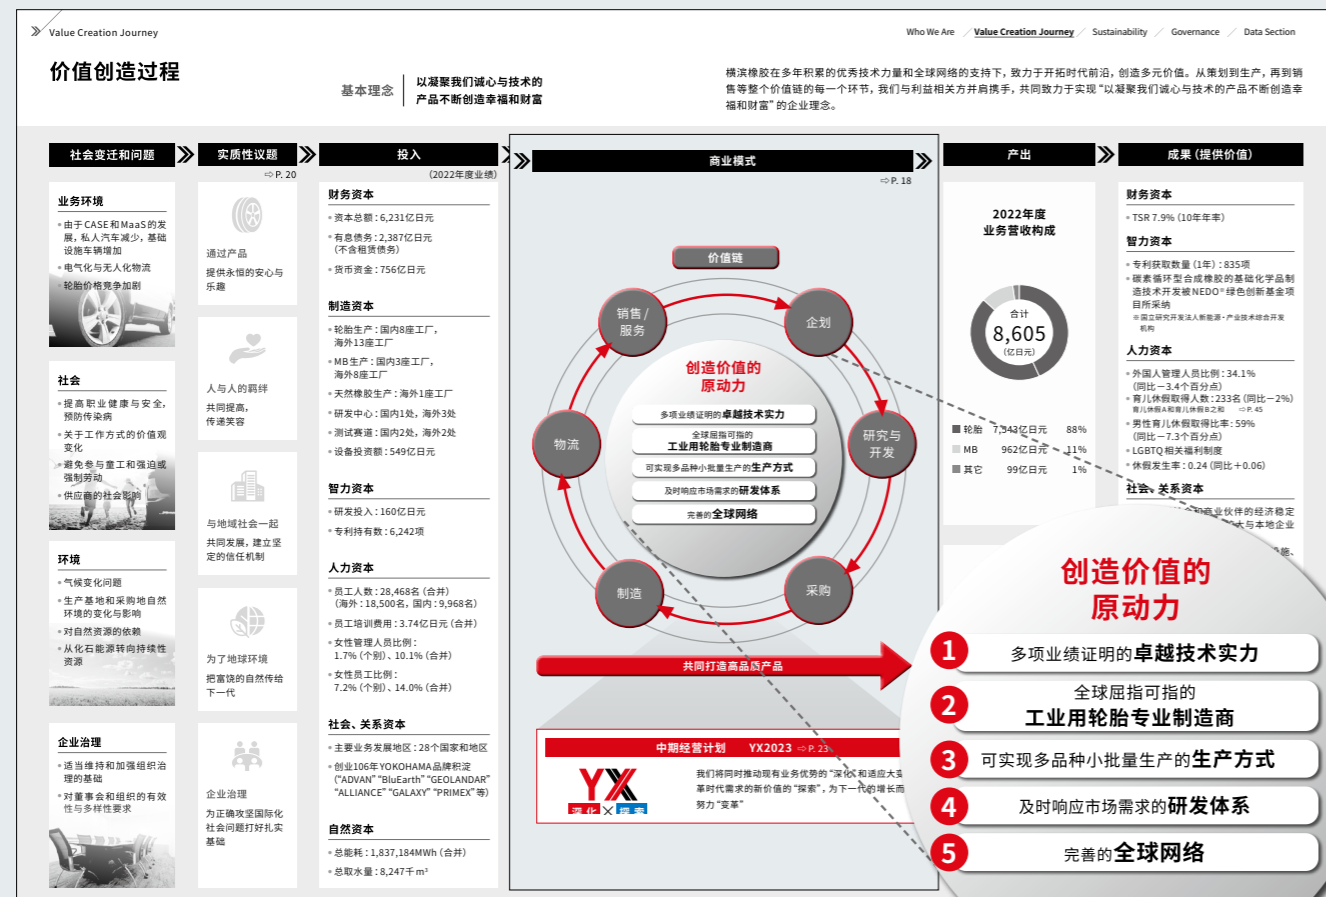 Value Creation Journey
Who We Are
Value Creation Journey
Sustainability
Governance
Data Section
价值创造过程
基本理念
以凝聚我们诚心与技术的
产品不断创造幸福和财富
横滨橡胶在多年积累的优秀技术力量和全球网络的支持下，致力于开拓时代前沿，创造多元价值。从策划到生产，再到销
售等整个价值链的每一个环节，我们与利益相关方并肩携手，共同致力于实现“以凝聚我们诚心与技术的产品不断创造幸
福和财富”的企业理念。
社会变迁和问题
业务环境
由于CASE和MaaS的发
展，私人汽车减少，基础
设施车辆增加
电气化与无人化物流
轮胎价格竞争加剧
社会
提高职业健康与安全，
预防传染病
关于工作方式的价值观
变化
避免参与童工和强迫或
强制劳动
供应商的社会影响
环境
气候变化问题
生产基地和采购地自然
环境的变化与影响
对自然资源的依赖
从化石能源转向持续性
资源
企业治理
适当维持和加强组织治
理的基础
对董事会和组织的有效
性与多样性要求
实质性议题
⇨P. 20
通过产品
提供永恒的安心与
乐趣
人与人的羁绊
共同提高，
传递笑容
与地域社会一起
共同发展，建立坚
定的信任机制
为了地球环境
把富饶的自然传给
下一代
企业治理
为正确攻坚国际化
社会问题打好扎实
基础
投入
(2022年度业绩)
财务资本
资本总额：6,231亿日元
有息债务：2,387亿日元
(不含租赁债务)
货币资金：756亿日元
制造资本
轮胎生产：国内8座工厂，
海外13座工厂
MB生产：国内3座工厂，
海外8座工厂
天然橡胶生产：海外1座工厂
研发中心：国内1处，海外3处
测试赛道：国内2处，海外2处
设备投资额：549亿日元
智力资本
研发投入：160亿日元
专利持有数：6,242项
人力资本
员工人数：28,468名（合并）
（海外：18,500名，国内：9,968名）
员工培训费用：3.74亿日元（合并）
女性管理人员比例：
1.7%（个别）、10.1%（合并）
女性员工比例：
7.2%（个别）、14.0%（合并）
社会、关系资本
主要业务发展地区：28个国家和地区
创业106年YOKOHAMA品牌积淀
(“ADVAN” “BluEarth” “GEOLANDAR”
“ALLIANCE” “GALAXY” “PRIMEX” 等)
自然资本
总能耗：1,837,184MWh（合并）
总取水量：8,247千m³
商业模式
⇨P. 18
价值链
销售/
服务
企划
研究与
开发
采购
制造
物流
创造价值的
原动力
多项业绩证明的卓越技术实力
全球屈指可指的
工业用轮胎专业制造商
可实现多品种小批量生产的生产方式
及时响应市场需求的研发体系
完善的全球网络
共同打造高品质产品
中期经营计划 YX2023 ⇨P. 23
YX
深化×探索
我们将同时推动现有业务优势的“深化”和适应大变
革时代需求的新价值的“探索”，为下一代的增长而
努力“变革”
产出
2022年度
业务营收构成
合计
8,605
(亿日元)
轮胎 7,543亿日元 88%
MB 962亿日元 11%
其它 99亿日元 1%
成果（提供价值）
财务资本
TSR 7.9%（10年年率）
智力资本
专利获取数量（1年）：835项
碳素循环型合成橡胶的基础化学品制
造技术开发被NEDO※绿色创新基金项
目所采纳
※国立研究开发法人新能源・产业技术综合开发
机构
人力资本
外国人管理人员比例：34.1%
（同比－3.4个百分点）
育儿休假取得人数：233名（同比－2%）
育儿休假A和育儿休假B之和 ⇨P. 45
男性育儿休假取得比率：59%
（同比－7.3个百分点）
LGBTQ相关福利制度
休假发生率：0.24（同比＋0.06）
社会、关系资本
商业伙伴的经济稳定
大与本地企业
施、
创造价值的
原动力
1 多项业绩证明的卓越技术实力
2 全球屈指可指的
工业用轮胎专业制造商
3 可实现多品种小批量生产的生产方式
4 及时响应市场需求的研发体系
5 完善的全球网络